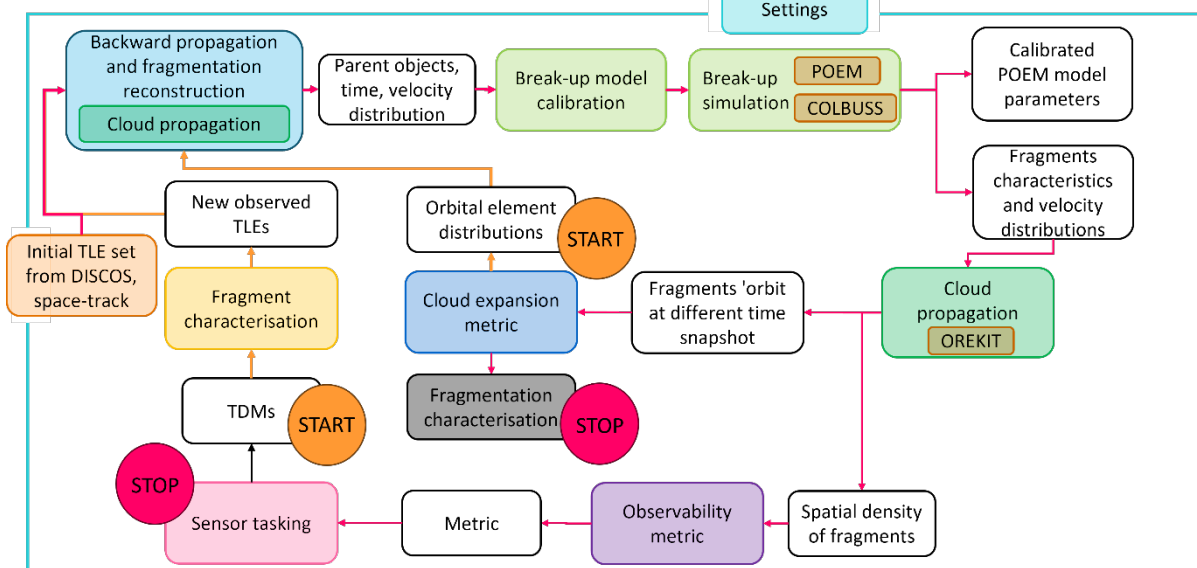 Settings
Backward propagation
and fragmentation
reconstruction
Cloud propagation
Parent objects,
time, velocity
distribution
Break-up model
calibration
Break-up
simulation
POEM
COLBUSS
Calibrated
POEM model
parameters
Fragments
characteristics
and velocity
distributions
New observed
TLEs
Orbital element
distributions
START
Initial TLE set
from DISCOS,
space-track
Fragment
characterisation
Cloud expansion
metric
Fragments 'orbit
at different time
snapshot
Cloud
propagation
OREKIT
TDMs
START
Fragmentation
characterisation
STOP
STOP
Sensor tasking
Metric
Observability
metric
Spatial density
of fragments